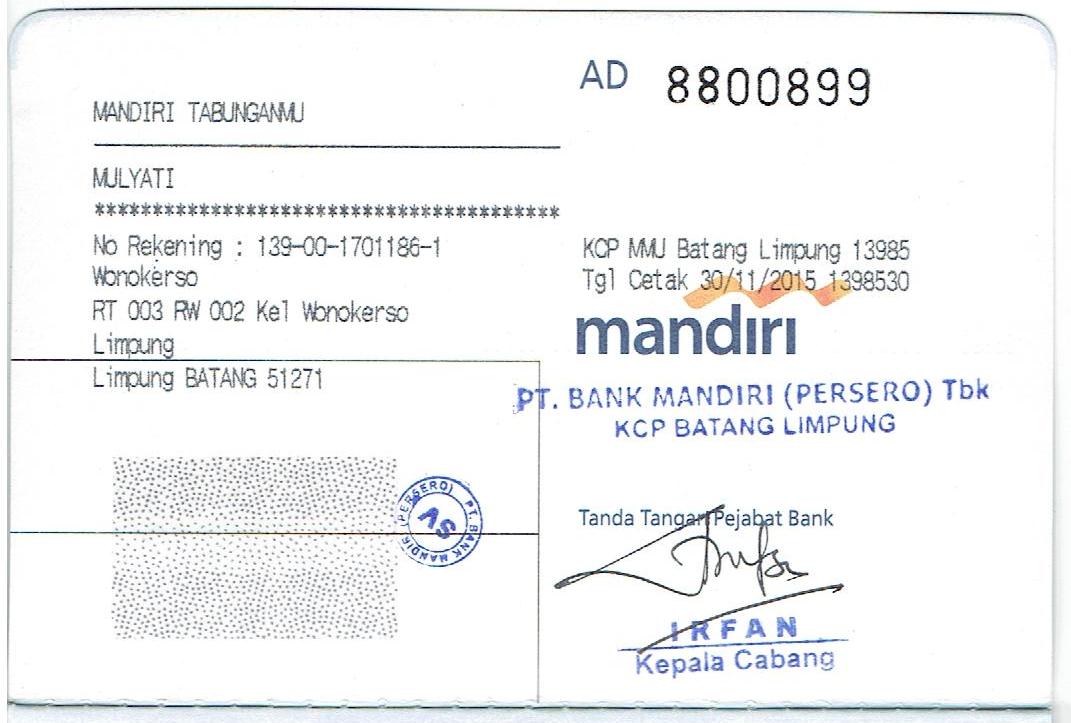 AD 8800899
MANDIRI TABUNGANMU
MULYATI
****************************************
No Rekening : 139-00-1701186-1
Wonokerso
RT 003 RW 002 Kel Wonokerso
Limpung
Limpung BATANG 51271
KCP MMU Batang Limpung 13985
Tgl Cetak 30/11/2015 1398530
mandiri
PT. BANK MANDIRI (PERSERO) Tbk
KCP BATANG LIMPUNG
PT. BANK MANDIRI (PERSERO)
AS
Tanda Tangan Pejabat Bank
IRFAN
Kepala Cabang